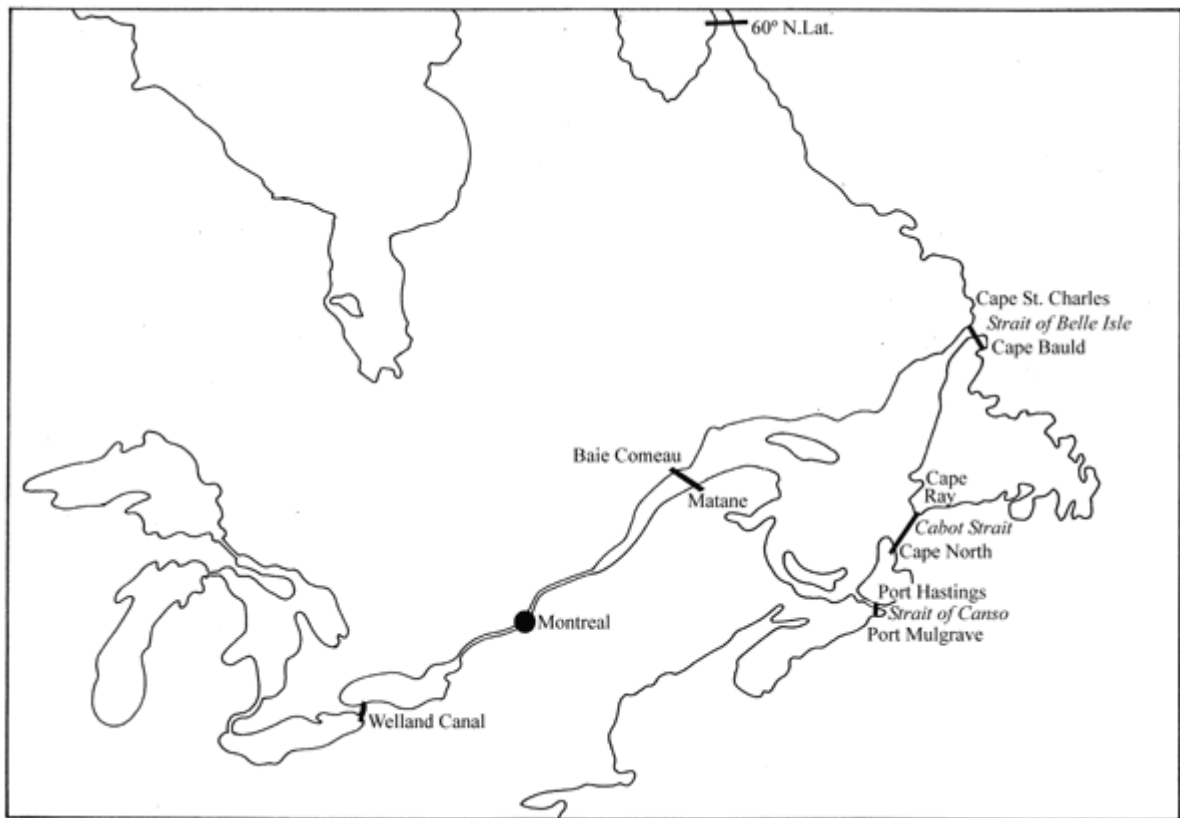 60º N.Lat.
Cape St. Charles
Strait of Belle Isle
Cape Bauld
Baie Comeau
Matane
Cape
Ray
Cabot Strait
Cape North
Port Hastings
Strait of Canso
Port Mulgrave
Montreal
Welland Canal